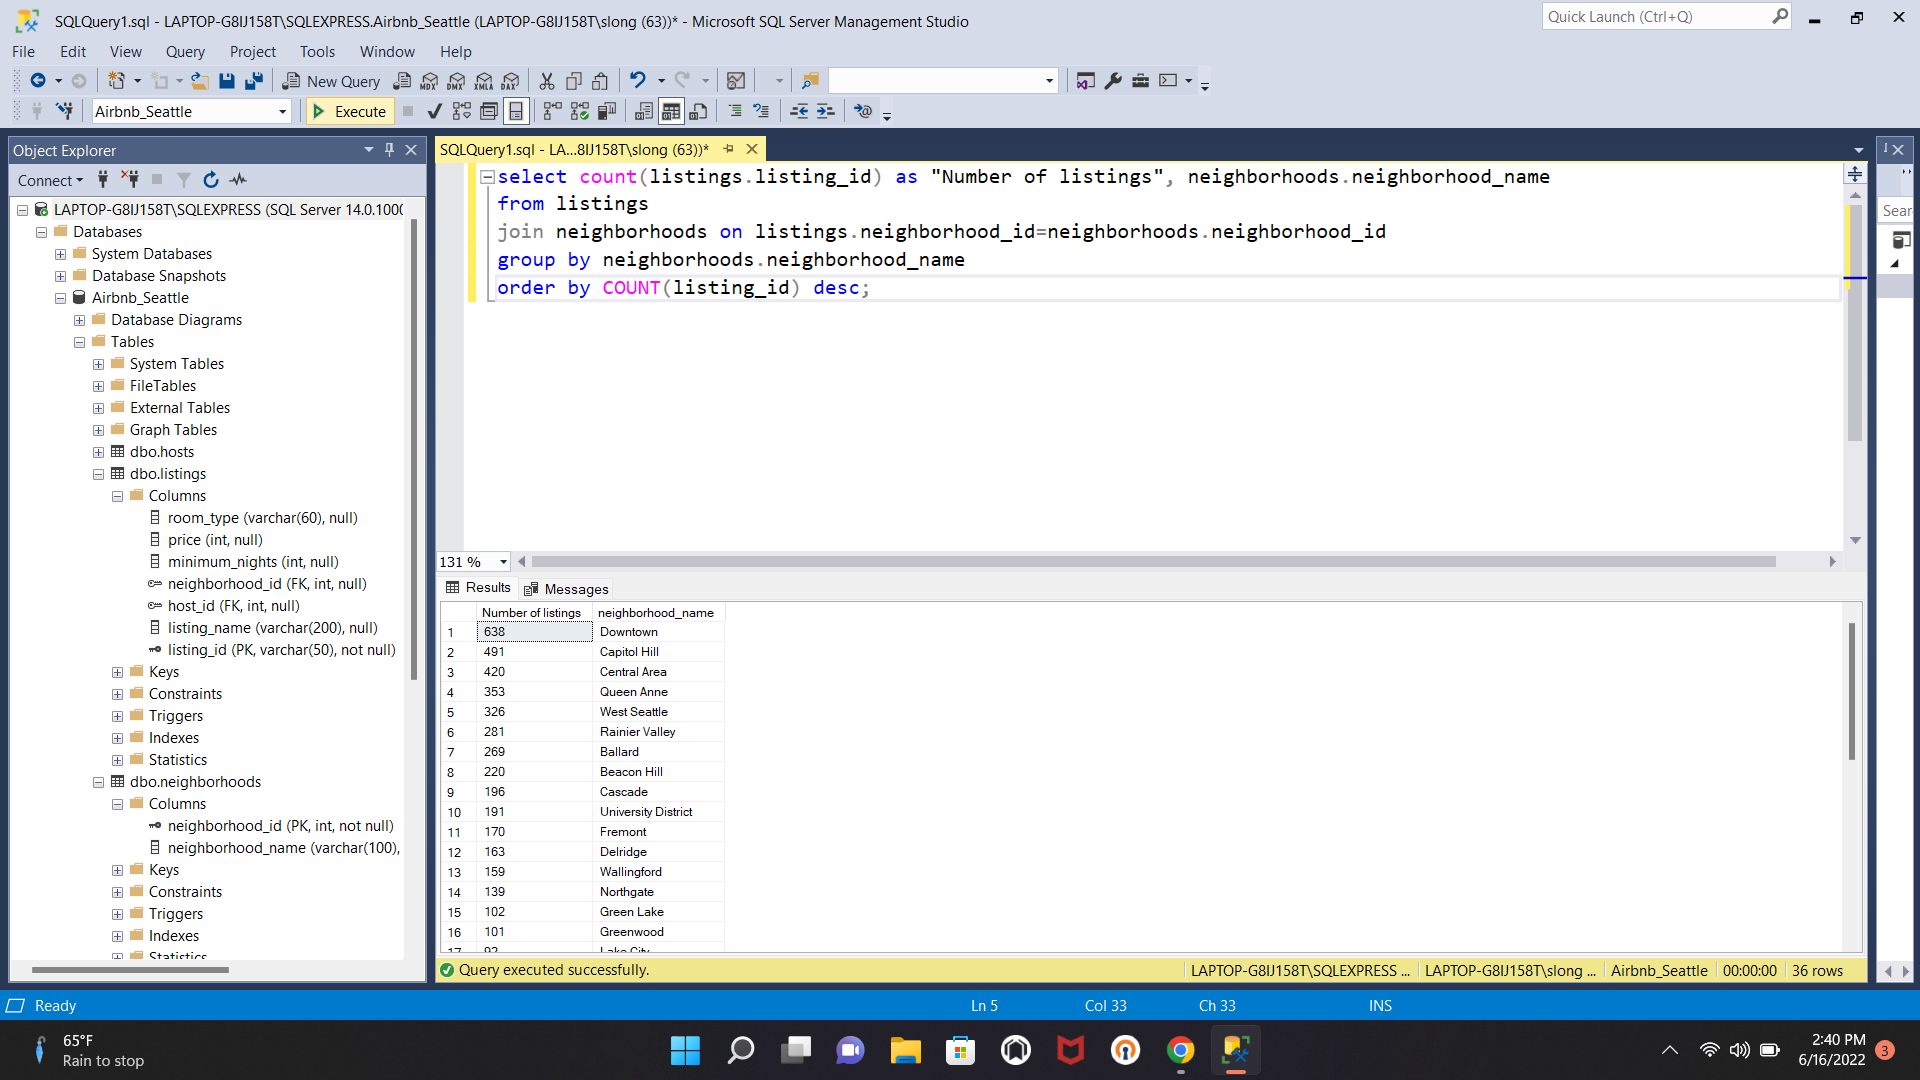 SQLQuery1.sql - LAPTOP-G8IJ158T\SQLEXPRESS.Airbnb_Seattle (LAPTOP-G8IJ158T\slong (63))* - Microsoft SQL Server Management Studio
Quick Launch (Ctrl+Q)
File Edit View Query Project Tools Window Help
New Query MDX DMX XMLA DAX
Airbnb_Seattle Execute
Object Explorer
Connect
LAPTOP-G8IJ158T\SQLEXPRESS (SQL Server 14.0.1000
Databases
System Databases
Database Snapshots
Airbnb_Seattle
Database Diagrams
Tables
System Tables
FileTables
External Tables
Graph Tables
dbo.hosts
dbo.listings
Columns
room_type (varchar(60), null)
price (int, null)
minimum_nights (int, null)
neighborhood_id (FK, int, null)
host_id (FK, int, null)
listing_name (varchar(200), null)
listing_id (PK, varchar(50), not null)
Keys
Constraints
Triggers
Indexes
Statistics
dbo.neighborhoods
Columns
neighborhood_id (PK, int, not null)
neighborhood_name (varchar(100),
Keys
Constraints
Triggers
Indexes
Statistics
SQLQuery1.sql - LA...8IJ158T\slong (63))*
select count(listings.listing_id) as "Number of listings", neighborhoods.neighborhood_name
from listings
join neighborhoods on listings.neighborhood_id=neighborhoods.neighborhood_id
group by neighborhoods.neighborhood_name
order by COUNT(listing_id) desc;
Sear
131 %
Results Messages
Number of listings neighborhood_name
1 638 Downtown
2 491 Capitol Hill
3 420 Central Area
4 353 Queen Anne
5 326 West Seattle
6 281 Rainier Valley
7 269 Ballard
8 220 Beacon Hill
9 196 Cascade
10 191 University District
11 170 Fremont
12 163 Delridge
13 159 Wallingford
14 139 Northgate
15 102 Green Lake
16 101 Greenwood
17 92 Lake City
Query executed successfully. LAPTOP-G8IJ158T\SQLEXPRESS ... LAPTOP-G8IJ158T\slong ... Airbnb_Seattle 00:00:00 36 rows
Ready Ln 5 Col 33 Ch 33 INS
65°F
Rain to stop
2:40 PM
6/16/2022
3